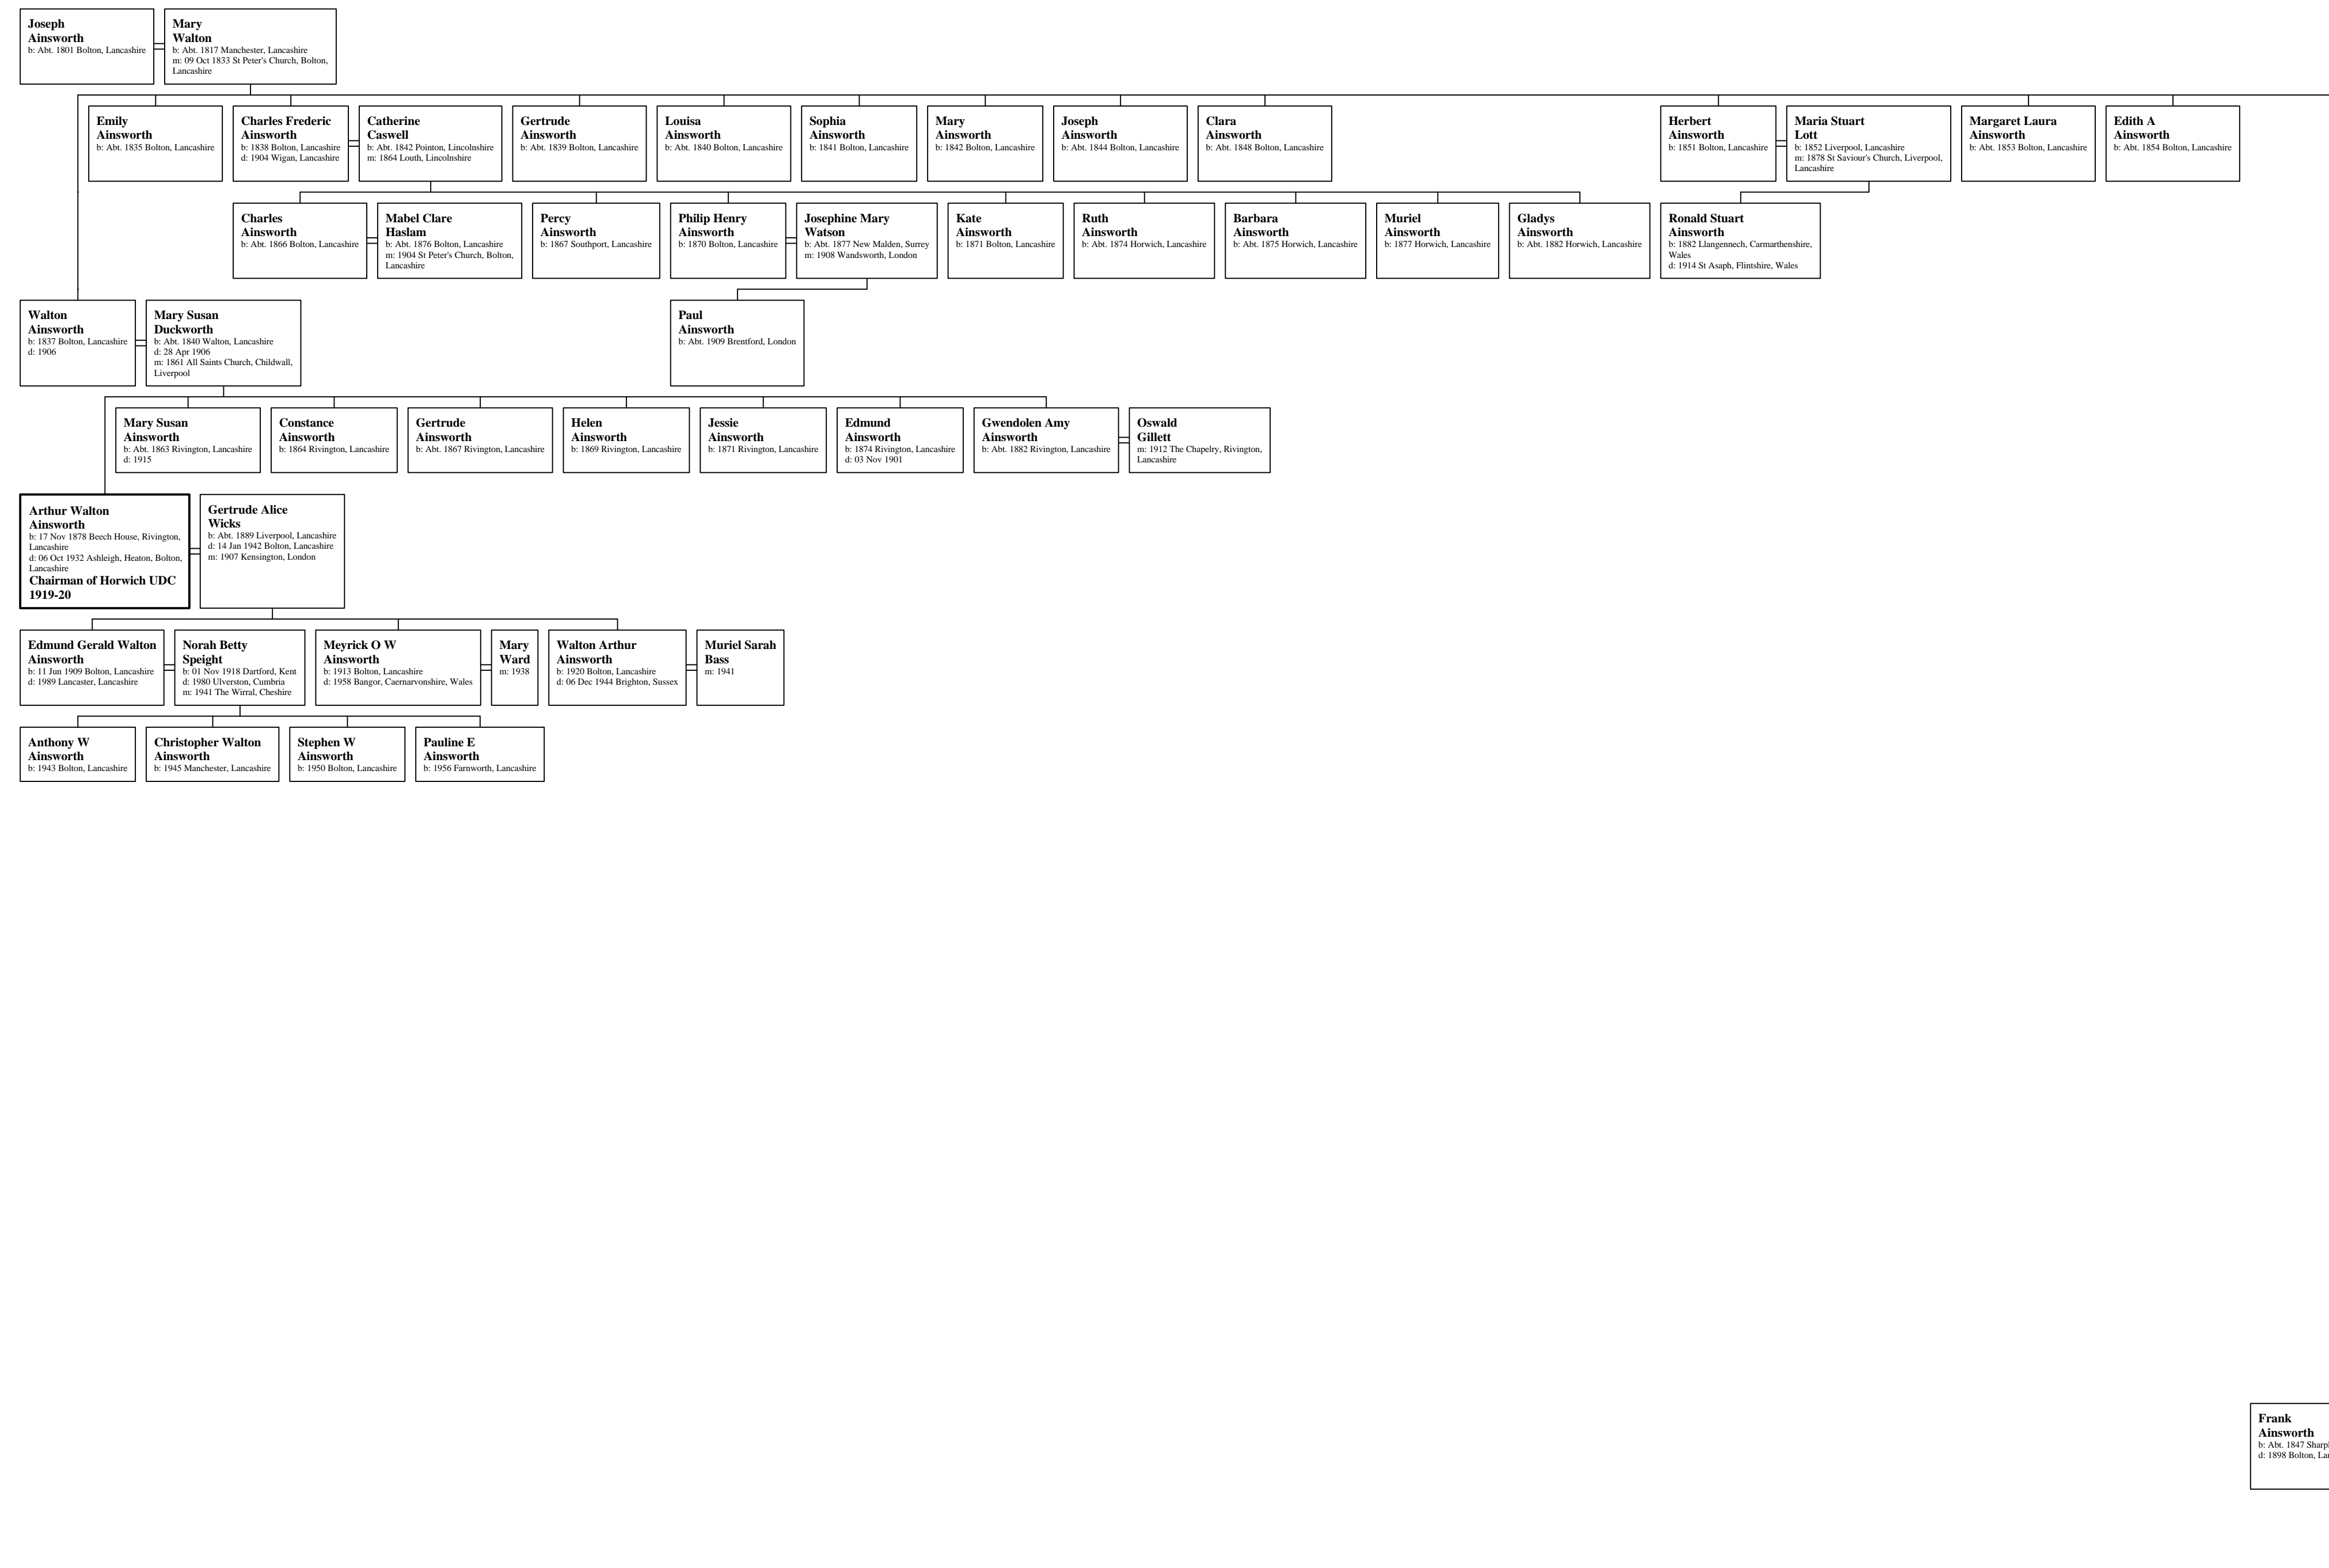 Joseph
Ainsworth
b: Abt. 1801 Bolton, Lancashire
Mary
Walton
b: Abt. 1817 Manchester, Lancashire
m: 09 Oct 1833 St Peter's Church, Bolton,
Lancashire
Emily
Ainsworth
b: Abt. 1835 Bolton, Lancashire
Charles Frederic
Ainsworth
b: 1838 Bolton, Lancashire
d: 1904 Wigan, Lancashire
Catherine
Caswell
b: Abt. 1842 Pointon, Lincolnshire
m: 1864 Louth, Lincolnshire
Gertrude
Ainsworth
b: Abt. 1839 Bolton, Lancashire
Louisa
Ainsworth
b: Abt. 1840 Bolton, Lancashire
Sophia
Ainsworth
b: 1841 Bolton, Lancashire
Mary
Ainsworth
b: 1842 Bolton, Lancashire
Joseph
Ainsworth
b: Abt. 1844 Bolton, Lancashire
Clara
Ainsworth
b: Abt. 1848 Bolton, Lancashire
Herbert
Ainsworth
b: 1851 Bolton, Lancashire
Maria Stuart
Lott
b: 1852 Liverpool, Lancashire
m: 1878 St Saviour's Church, Liverpool,
Lancashire
Margaret Laura
Ainsworth
b: Abt. 1853 Bolton, Lancashire
Edith A
Ainsworth
b: Abt. 1854 Bolton, Lancashire
Charles
Ainsworth
b: Abt. 1866 Bolton, Lancashire
Mabel Clare
Haslam
b: Abt. 1876 Bolton, Lancashire
m: 1904 St Peter's Church, Bolton,
Lancashire
Percy
Ainsworth
b: 1867 Southport, Lancashire
Philip Henry
Ainsworth
b: 1870 Bolton, Lancashire
Josephine Mary
Watson
b: Abt. 1877 New Malden, Surrey
m: 1908 Wandsworth, London
Kate
Ainsworth
b: 1871 Bolton, Lancashire
Ruth
Ainsworth
b: Abt. 1874 Horwich, Lancashire
Barbara
Ainsworth
b: Abt. 1875 Horwich, Lancashire
Muriel
Ainsworth
b: 1877 Horwich, Lancashire
Gladys
Ainsworth
b: Abt. 1882 Horwich, Lancashire
Ronald Stuart
Ainsworth
b: 1882 Llangennech, Carmarthenshire,
Wales
d: 1914 St Asaph, Flintshire, Wales
Walton
Ainsworth
b: 1837 Bolton, Lancashire
d: 1906
Mary Susan
Duckworth
b: Abt. 1840 Walton, Lancashire
d: 28 Apr 1906
m: 1861 All Saints Church, Childwall,
Liverpool
Paul
Ainsworth
b: Abt. 1909 Brentford, London
Mary Susan
Ainsworth
b: Abt. 1863 Rivington, Lancashire
d: 1915
Constance
Ainsworth
b: 1864 Rivington, Lancashire
Gertrude
Ainsworth
b: Abt. 1867 Rivington, Lancashire
Helen
Ainsworth
b: 1869 Rivington, Lancashire
Jessie
Ainsworth
b: 1871 Rivington, Lancashire
Edmund
Ainsworth
b: 1874 Rivington, Lancashire
d: 03 Nov 1901
Gwendolen Amy
Ainsworth
b: Abt. 1882 Rivington, Lancashire
Oswald
Gillett
m: 1912 The Chapelry, Rivington,
Lancashire
Arthur Walton
Ainsworth
b: 17 Nov 1878 Beech House, Rivington,
Lancashire
d: 06 Oct 1932 Ashleigh, Heaton, Bolton,
Lancashire
Chairman of Horwich UDC
1919-20
Gertrude Alice
Wicks
b: Abt. 1889 Liverpool, Lancashire
d: 14 Jan 1942 Bolton, Lancashire
m: 1907 Kensington, London
Edmund Gerald Walton
Ainsworth
b: 11 Jun 1909 Bolton, Lancashire
d: 1989 Lancaster, Lancashire
Norah Betty
Speight
b: 01 Nov 1918 Dartford, Kent
d: 1980 Ulverston, Cumbria
m: 1941 The Wirral, Cheshire
Meyrick O W
Ainsworth
b: 1913 Bolton, Lancashire
d: 1958 Bangor, Caernarvonshire, Wales
Mary
Ward
m: 1938
Walton Arthur
Ainsworth
b: 1920 Bolton, Lancashire
d: 06 Dec 1944 Brighton, Sussex
Muriel Sarah
Bass
m: 1941
Anthony W
Ainsworth
b: 1943 Bolton, Lancashire
Christopher Walton
Ainsworth
b: 1945 Manchester, Lancashire
Stephen W
Ainsworth
b: 1950 Bolton, Lancashire
Pauline E
Ainsworth
b: 1956 Farnworth, Lancashire
Frank
Ainsworth
b: Abt. 1847
d: 1898 Bolton,